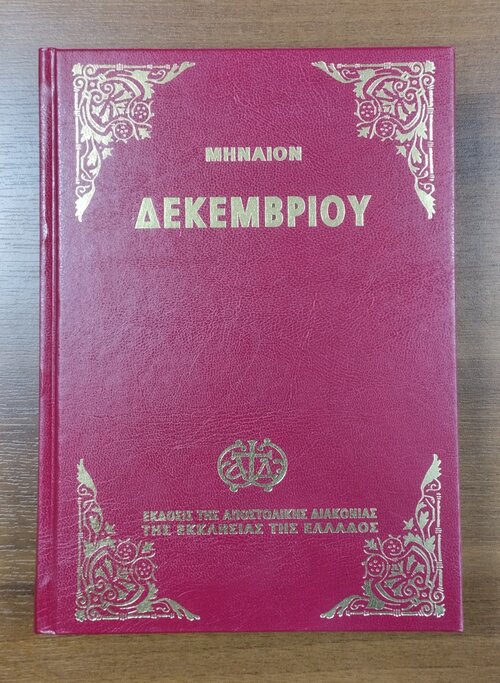 ΜΗΝΑΙΟΝ
ΔΕΚΕΜΒΡΙΟΥ
ΕΚΔΟΣΙΣ ΤΗΣ ΑΠΟΣΤΟΛΙΚΗΣ ΔΙΑΚΟΝΙΑΣ
ΤΗΣ ΕΚΚΛΗΣΙΑΣ ΤΗΣ ΕΛΛΑΔΟΣ